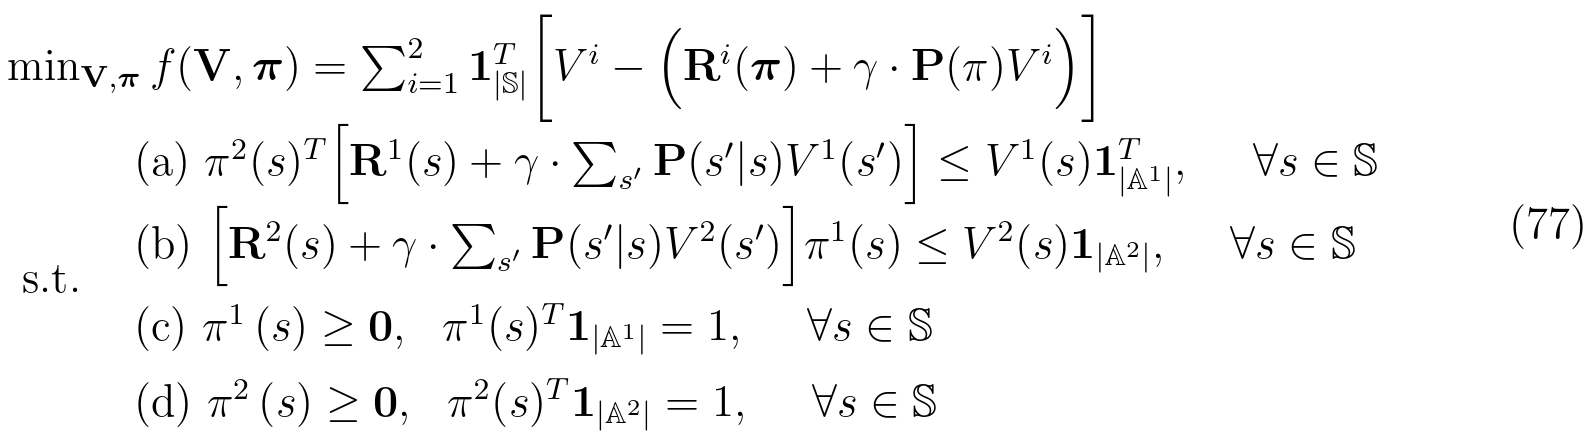 min_{𝐕,𝛑} f(𝐕, 𝛑) = ∑_{i=1}^{2} 𝟏_{|𝕊|}^{T} [V^i − (𝐑^i(𝛑) + γ · 𝐏(π)V^i)]
(a) π^2(s)^T [𝐑^1(s) + γ · ∑_{s′} 𝐏(s′|s)V^1(s′)] ≤ V^1(s)𝟏_{|𝔸^1|}^{T}, ∀s ∈ 𝕊
(b) [𝐑^2(s) + γ · ∑_{s′} 𝐏(s′|s)V^2(s′)]π^1(s) ≤ V^2(s)𝟏_{|𝔸^2|}, ∀s ∈ 𝕊 (77)
s.t.
(c) π^1 (s) ≥ 𝟎, π^1(s)^T 𝟏_{|𝔸^1|} = 1, ∀s ∈ 𝕊
(d) π^2 (s) ≥ 𝟎, π^2(s)^T 𝟏_{|𝔸^2|} = 1, ∀s ∈ 𝕊